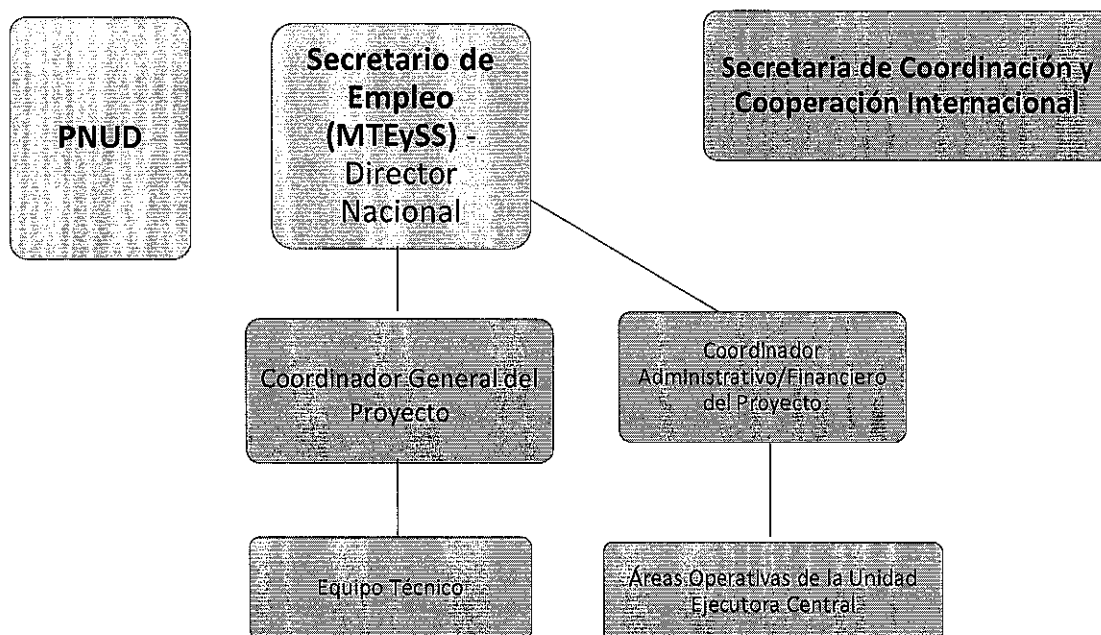 PNUD
Secretario de
Empleo
(MTEySS) -
Director
Nacional
Secretaria de Coordinación y
Cooperación Internacional
Coordinador General del
Proyecto
Coordinador
Administrativo/Financiero
del Proyecto
Equipo Técnico
Áreas Operativas de la Unidad
Ejecutora Central